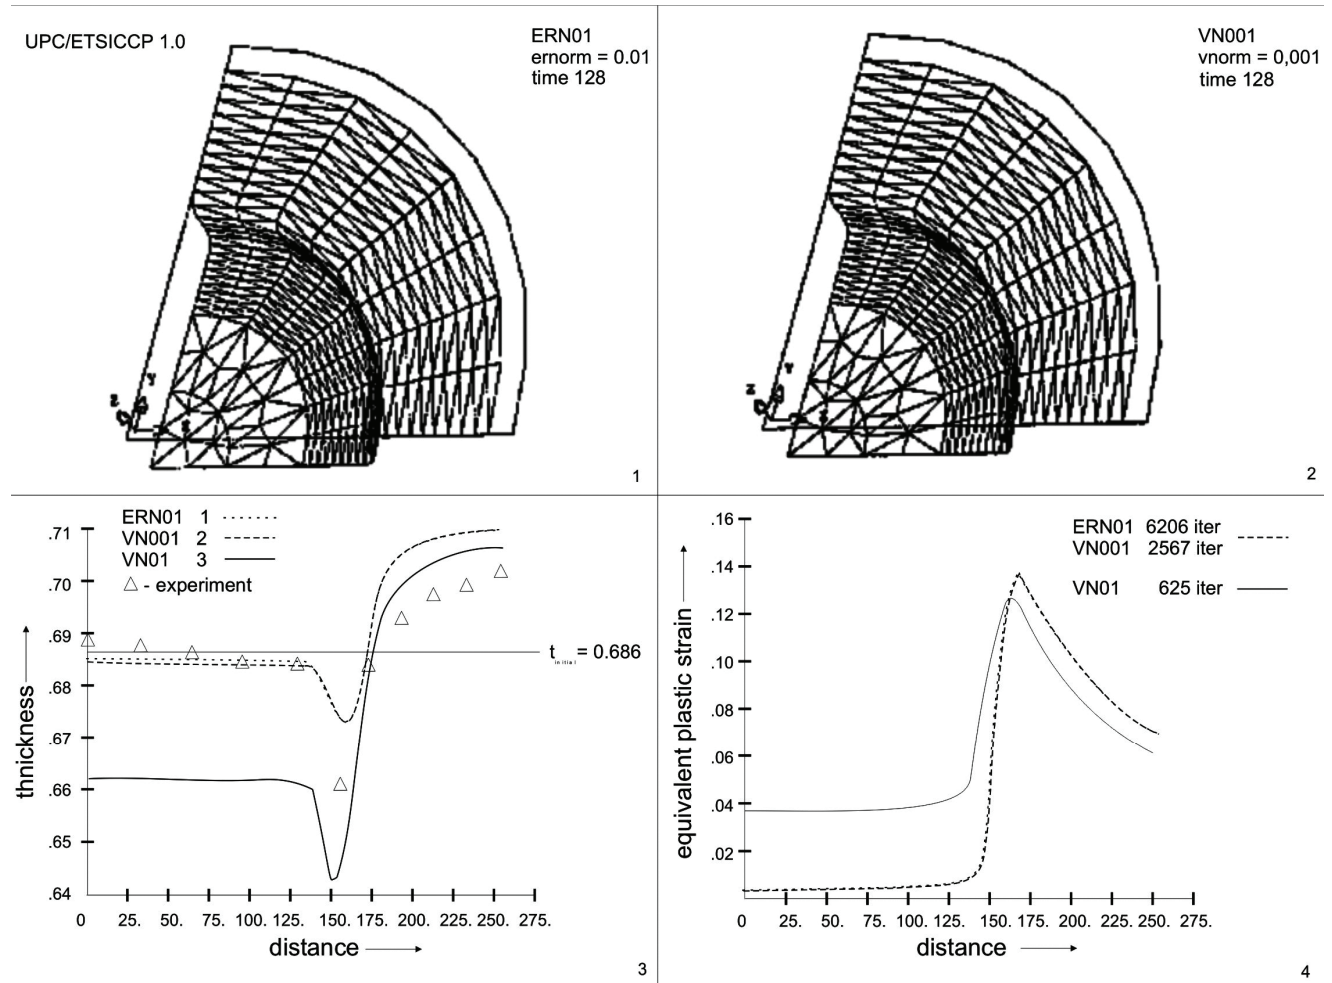 UPC/ETSICCP 1.0
ERN01
ernorm = 0.01
time 128
Z
Y
X
1
VN001
vnorm = 0,001
time 128
Z
Y
X
2
ERN01 1
VN001 2
VN01 3
△ - experiment
.71
.70
.69
.68
.67
.66
.65
.64
thnickness
t initial = 0.686
0 25. 50. 75. 100. 125. 150. 175. 200. 225. 250. 275.
distance
3
ERN01 6206 iter
VN001 2567 iter
VN01 625 iter
.16
.14
.12
.10
.08
.06
.04
.02
equivalent plastic strain
0 25. 50. 75. 100. 125. 150. 175. 200. 225. 250. 275.
distance
4